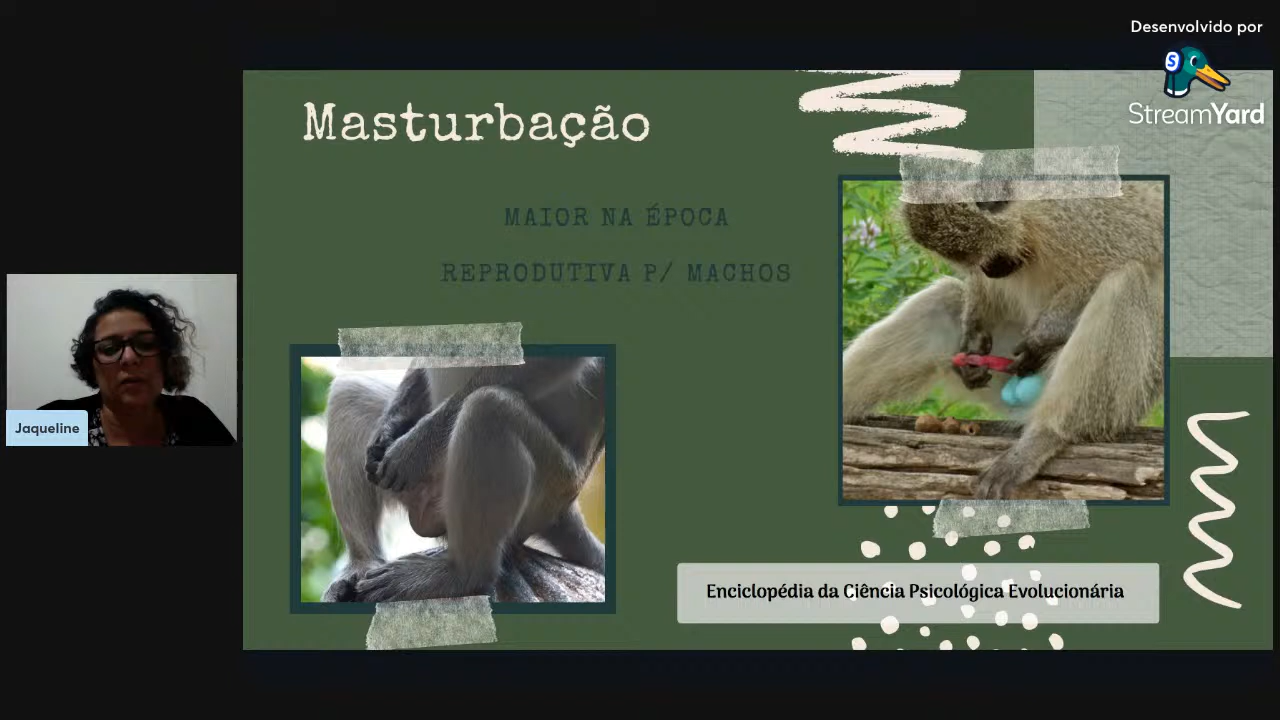 Desenvolvido por
StreamYard
Masturbação
MAIOR NA ÉPOCA
REPRODUTIVA P/ MACHOS
Jaqueline
Enciclopédia da Ciência Psicológica Evolucionária